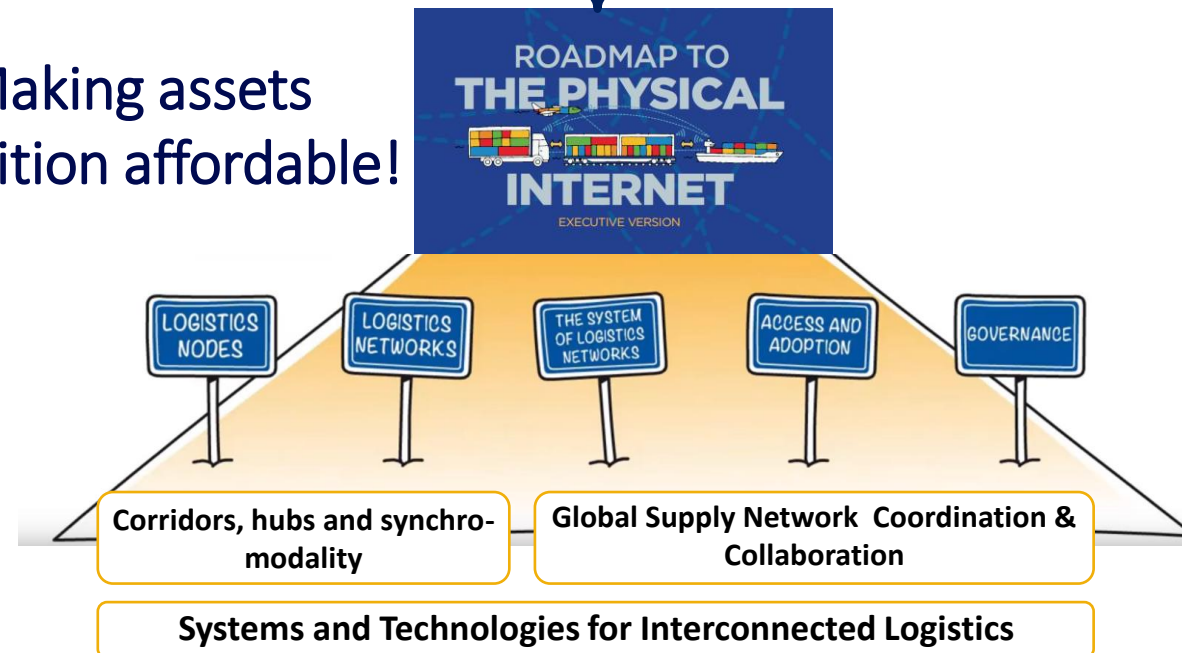 ROADMAP TO
THE PHYSICAL
INTERNET
EXECUTIVE VERSION
Making assets
ition affordable!
LOGISTICS
NODES
LOGISTICS
NETWORKS
THE SYSTEM
OF LOGISTICS
NETWORKS
ACCESS AND
ADOPTION
GOVERNANCE
Corridors, hubs and synchro-
modality
Global Supply Network Coordination &
Collaboration
Systems and Technologies for Interconnected Logistics